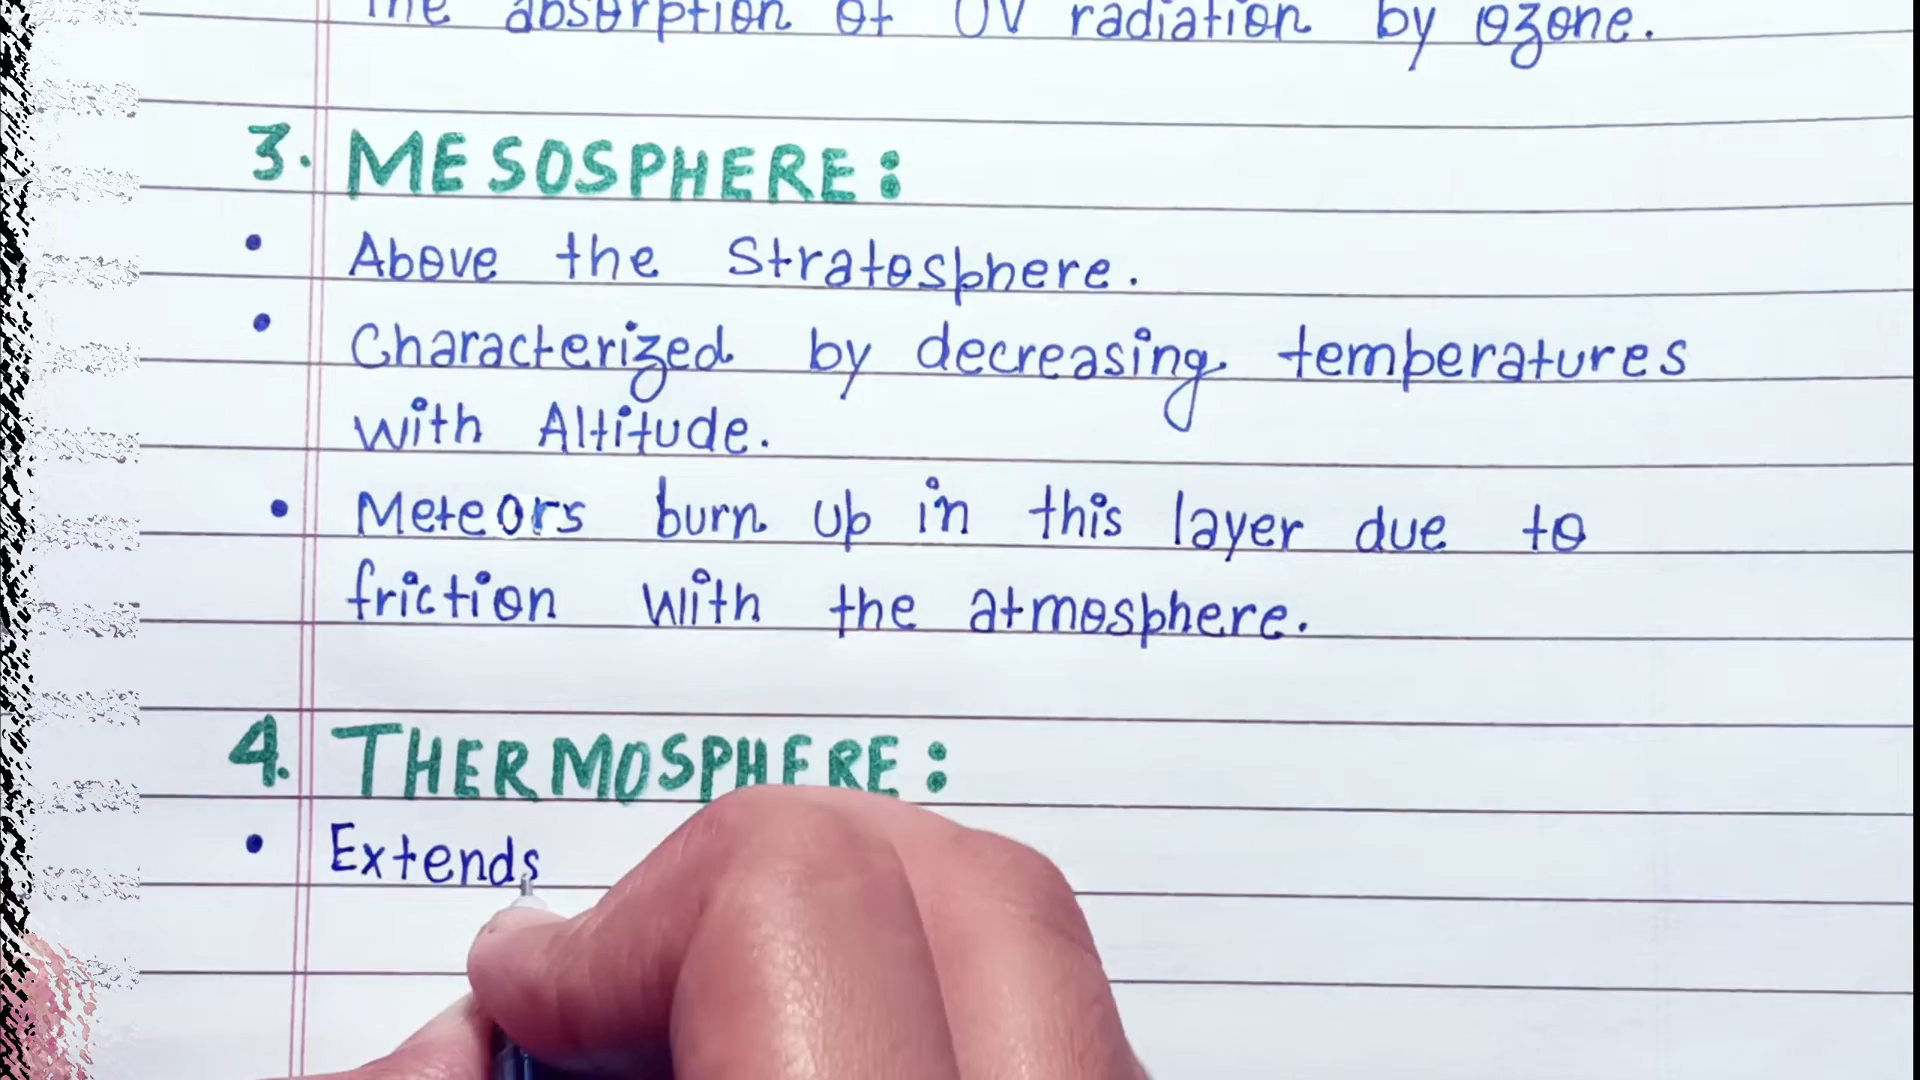 The absorption of UV radiation by ozone.
3. MESOSPHERE:
• Above the Stratosphere.
• Characterized by decreasing temperatures
with Altitude.
• Meteors burn up in this layer due to
friction with the atmosphere.
4. THERMOSPHERE:
• Extends